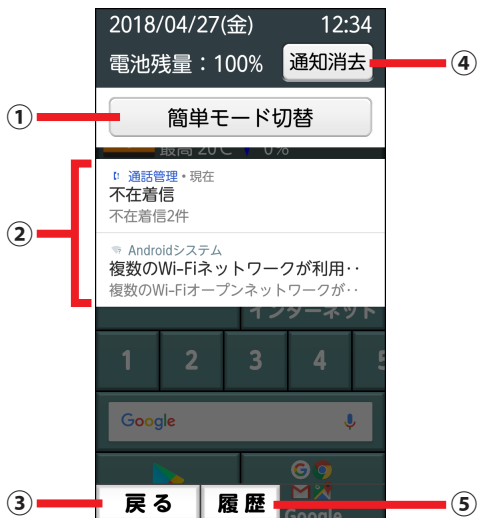 2018/04/27(金) 12:34
電池残量：100% 通知消去 ④
① 簡単モード切替
最高 20℃ 0%
通話管理・現在
不在着信
不在着信2件
②
Androidシステム
複数のWi-Fiネットワークが利用‥
複数のWi-Fiオープンネットワークが‥
インターネット
1 2 3 4 5
Google
③ 戻る 履歴 ⑤
Google